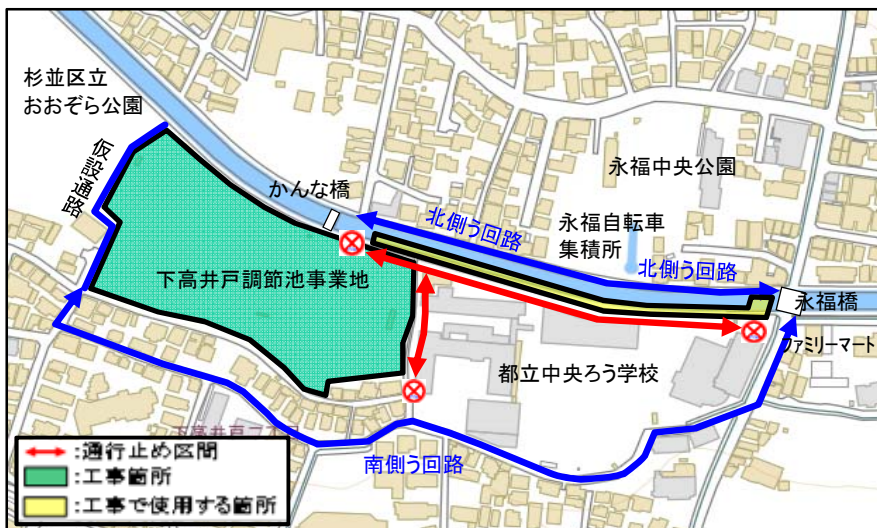 杉並区立
おおぞら公園
仮設通路
かんな橋
永福中央公園
北側う回路
永福自転車
集積所
北側う回路
下高井戸調節池事業地
永福橋
ファミリーマート
都立中央ろう学校
南側う回路
:通行止め区間
:工事箇所
:工事で使用する箇所